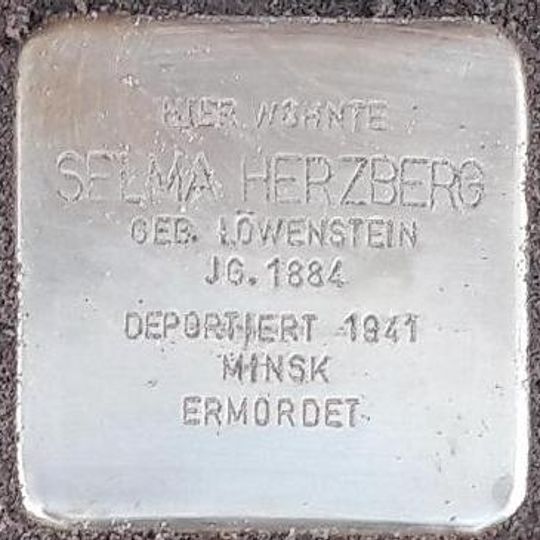 HIER WOHNTE
SELMA HERZBERG
GEB. LÖWENSTEIN
JG. 1884
DEPORTIERT 1941
MINSK
ERMORDET